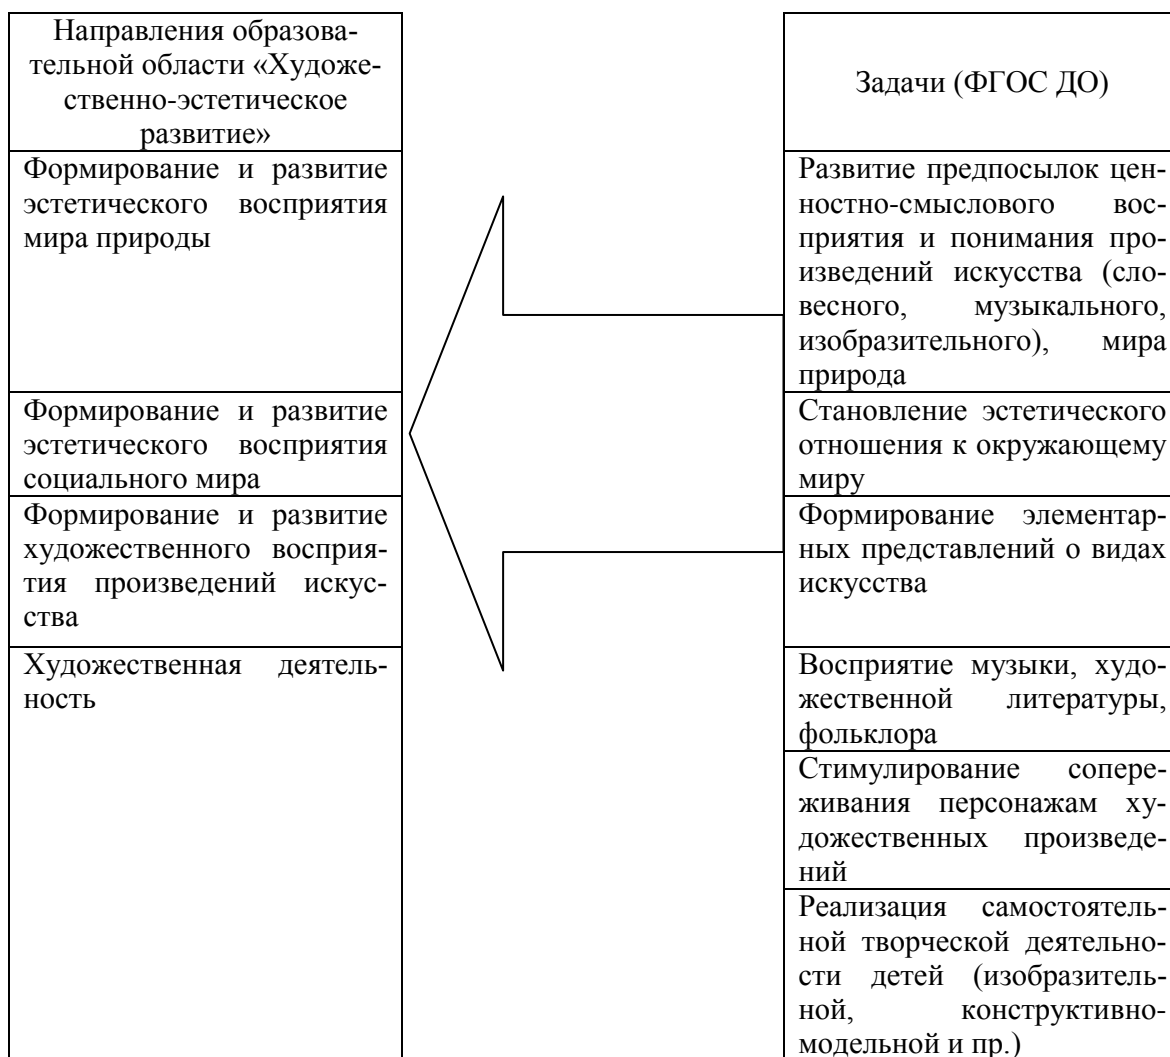 Направления образова-
тельной области «Художе-
ственно-эстетическое
развитие»
Формирование и развитие
эстетического восприятия
мира природы
Формирование и развитие
эстетического восприятия
социального мира
Формирование и развитие
художественного восприя-
тия произведений искус-
ства
Художественная деятель-
ность
Задачи (ФГОС ДО)
Развитие предпосылок цен-
ностно-смыслового вос-
приятия и понимания про-
изведений искусства (сло-
весного, музыкального,
изобразительного), мира
природа
Становление эстетического
отношения к окружающему
миру
Формирование элементар-
ных представлений о видах
искусства
Восприятие музыки, худо-
жественной литературы,
фольклора
Стимулирование сопере-
живания персонажам ху-
дожественных произведе-
ний
Реализация самостоятель-
ной творческой деятельно-
сти детей (изобразитель-
ной, конструктивно-
модельной и пр.)